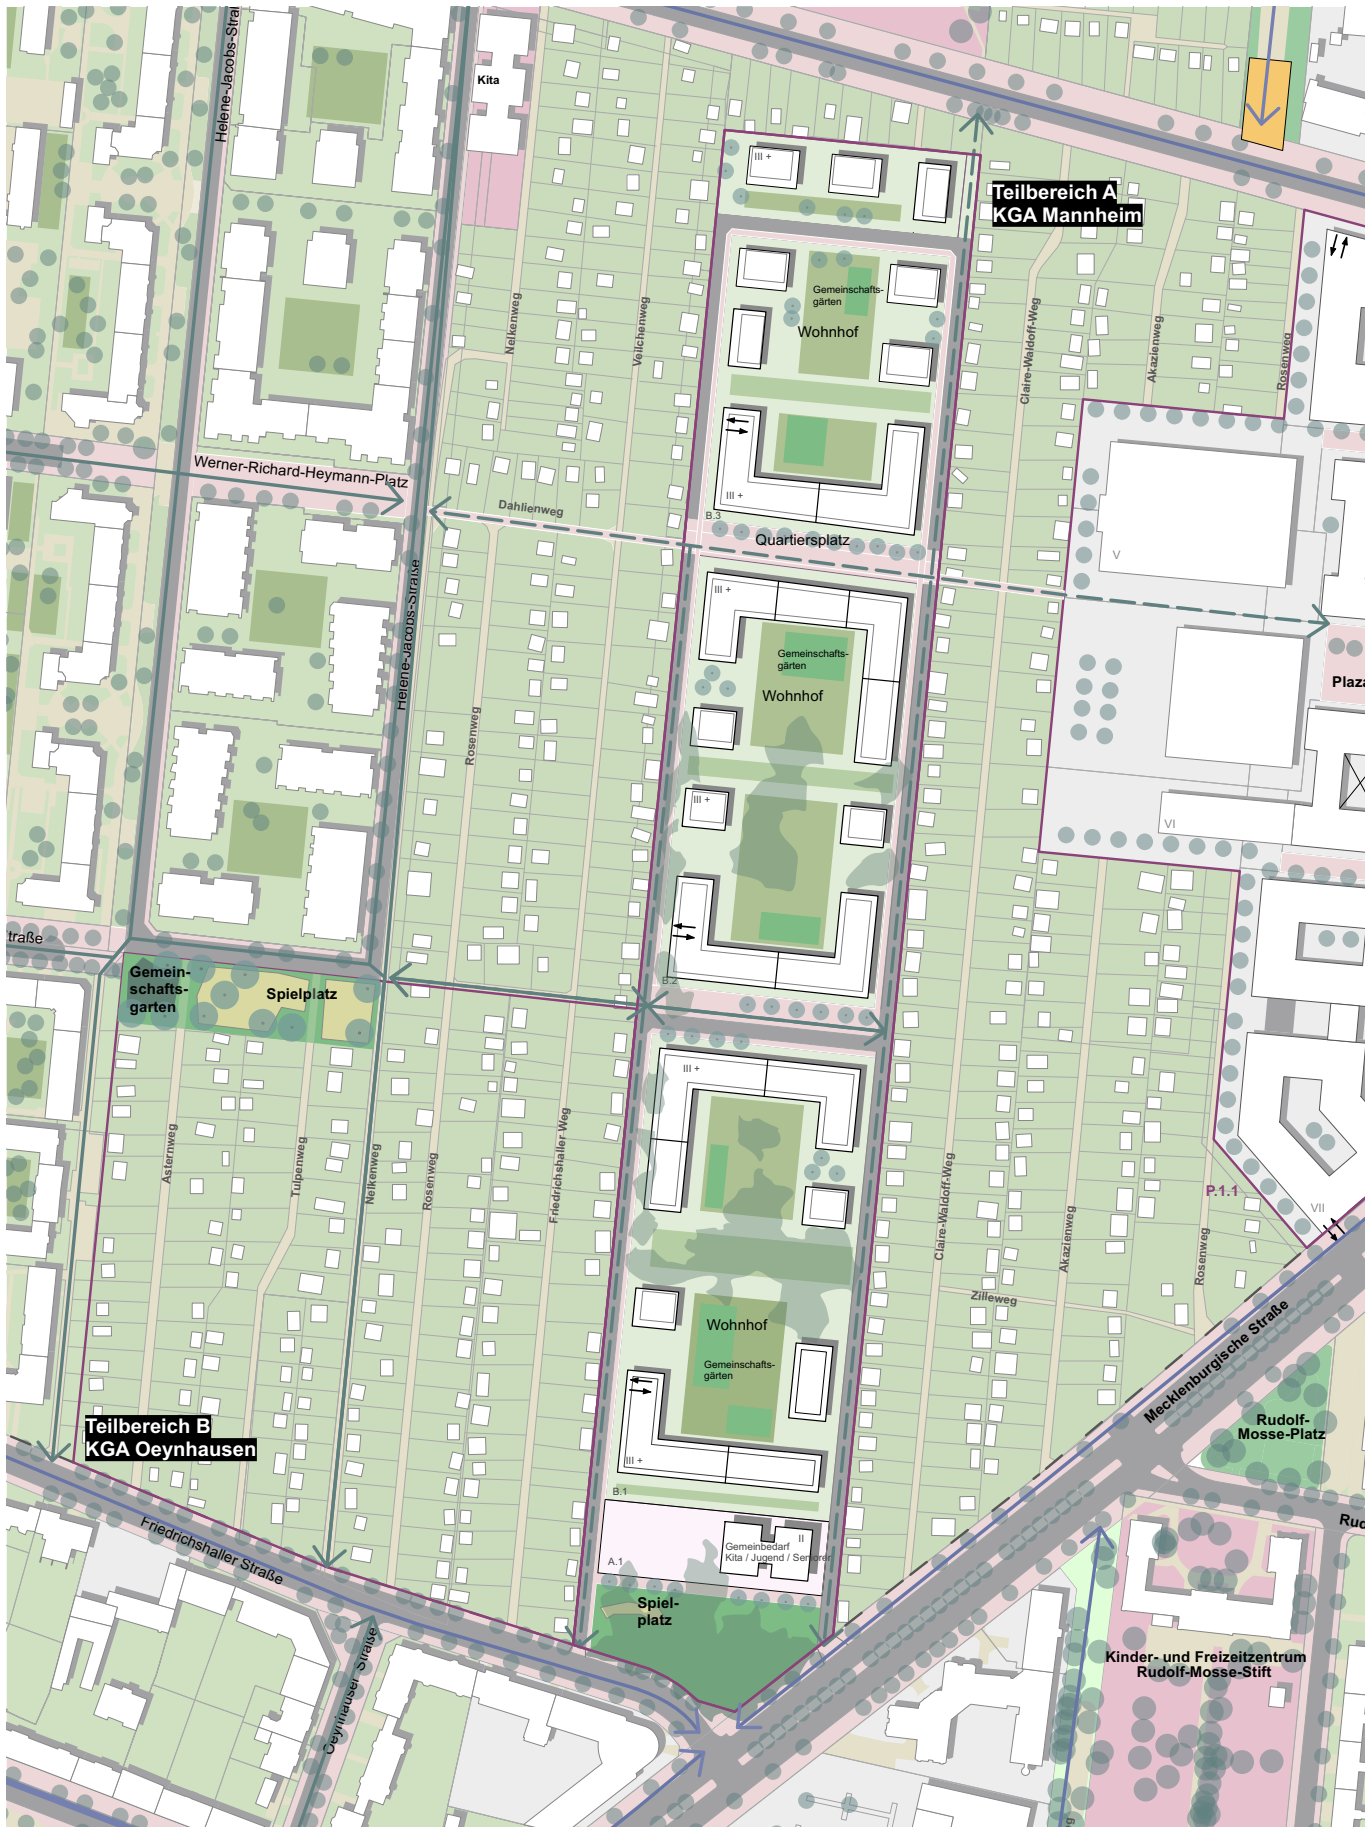 Helene-Jacobs-Straß
Kita
Teilbereich A
KGA Mannheim
III +
Gemeinschafts-
gärten
Wohnhof
Nelkenweg
Veilchenweg
Claire-Waldoff-Weg
Akazienweg
Rosenweg
Werner-Richard-Heymann-Platz
Dahlienweg
III +
B.3
Quartiersplatz
V
Helene-Jacobs-Straße
III +
Gemeinschafts-
gärten
Wohnhof
Plaza
Rosenweg
III +
VI
traße
Gemein-
schafts-
garten
Spielplatz
B.2
III +
Asternweg
Tulpenweg
Nelkenweg
Rosenweg
Friedrichshaller Weg
Claire-Waldoff-Weg
Akazienweg
Rosenweg
P.1.1
VII
Zilleweg
Wohnhof
Gemeinschafts-
gärten
Mecklenburgische Straße
Teilbereich B
KGA Oeynhausen
Rudolf-
Mosse-Platz
III +
B.1
Friedrichshaller Straße
II
Gemeinbedarf
Kita / Jugend / Senioren
A.1
Rud
Spiel-
platz
Oeynhauser Straße
Kinder- und Freizeitzentrum
Rudolf-Mosse-Stift